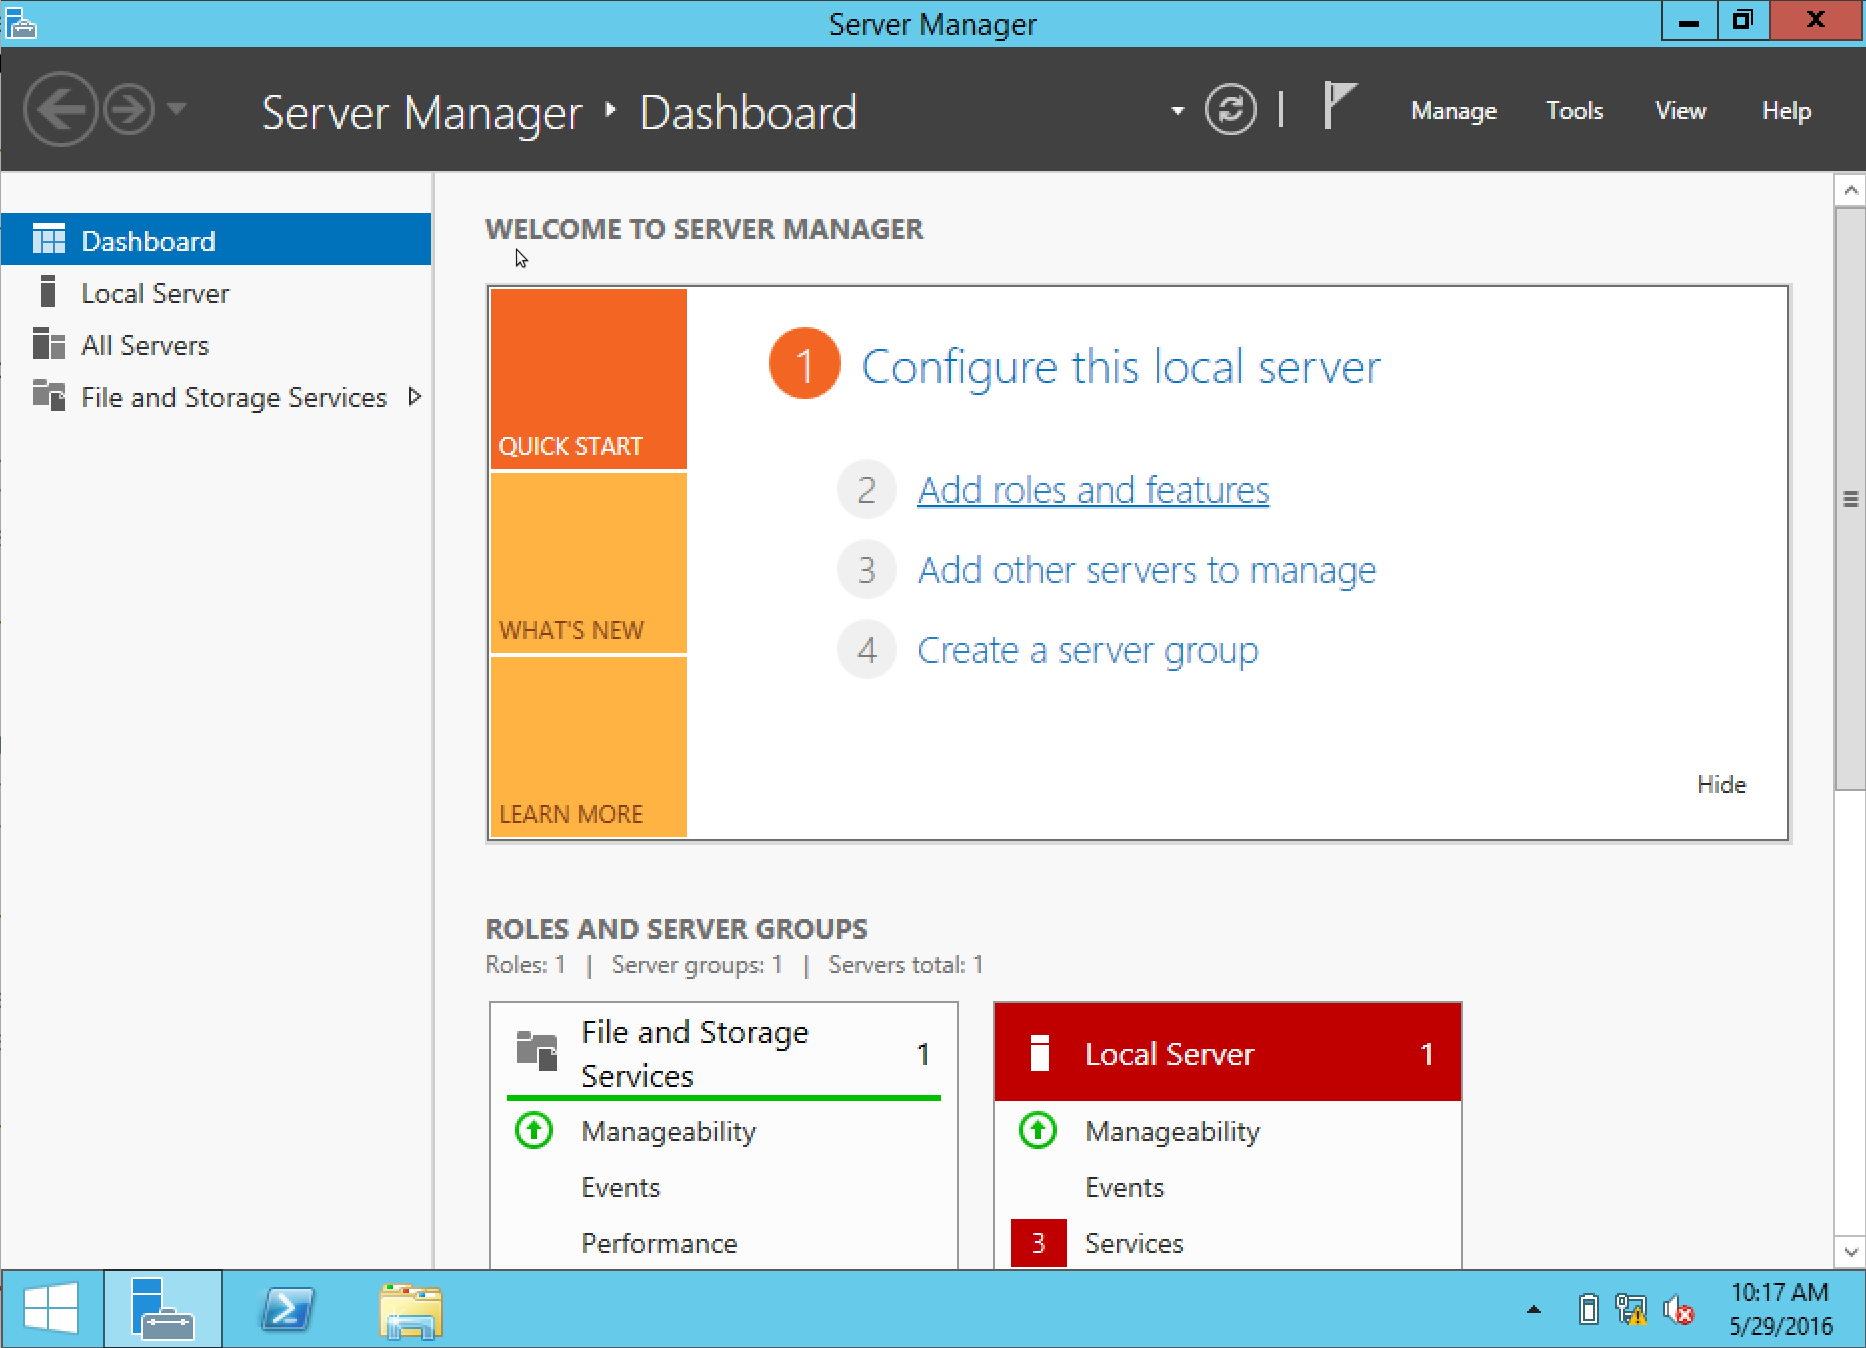 Server Manager
Server Manager Dashboard
Manage Tools View Help
Dashboard
Local Server
All Servers
File and Storage Services
WELCOME TO SERVER MANAGER
QUICK START
WHAT'S NEW
LEARN MORE
1 Configure this local server
2 Add roles and features
3 Add other servers to manage
4 Create a server group
Hide
ROLES AND SERVER GROUPS
Roles: 1 | Server groups: 1 | Servers total: 1
File and Storage
Services
1
Manageability
Events
Performance
Local Server 1
Manageability
Events
3 Services
10:17 AM
5/29/2016